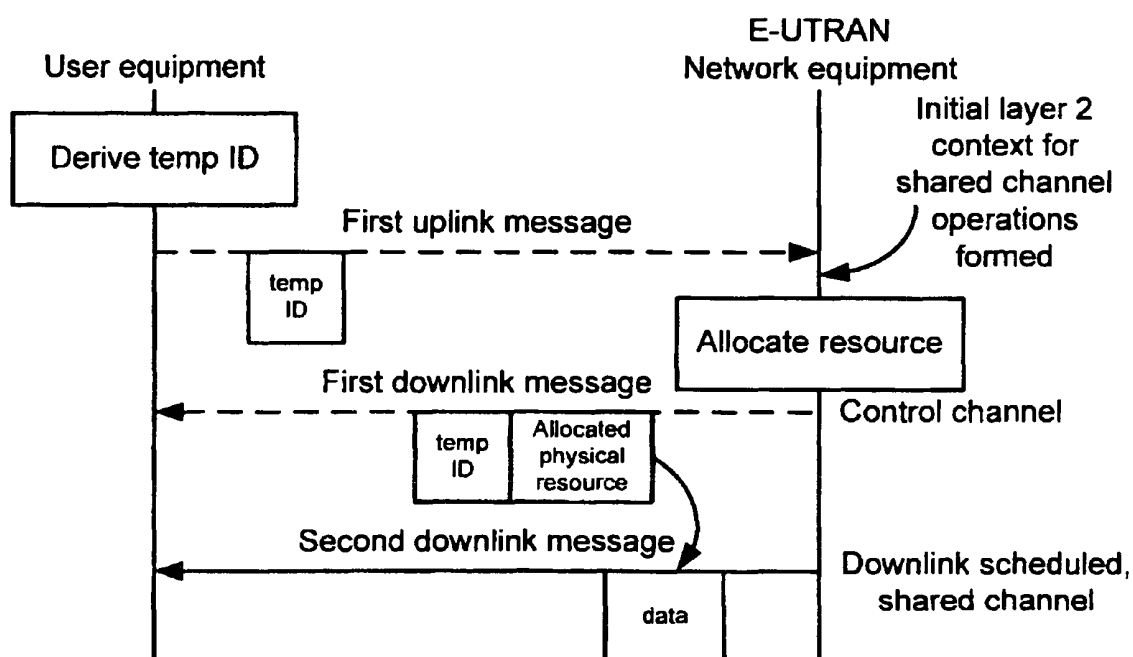 E-UTRAN
User equipment
Network equipment
Initial layer 2
context for
shared channel
operations
formed
Derive temp ID
First uplink message
temp
ID
Allocate resource
First downlink message
Control channel
temp
ID
Allocated
physical
resource
Second downlink message
Downlink scheduled,
shared channel
data